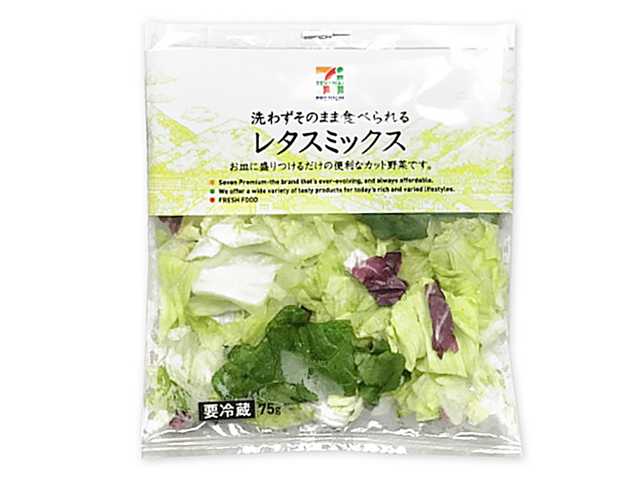 SEVEN&i
PREMIUM
洗わずそのまま食べられる
レタスミックス
お皿に盛りつけるだけの便利なカット野菜です。
Seven Premium-the brand that's ever-evolving, and always affordable.
We offer a wide variety of tasty products for today's rich and varied lifestyles.
FRESH FOOD
要冷蔵 75g